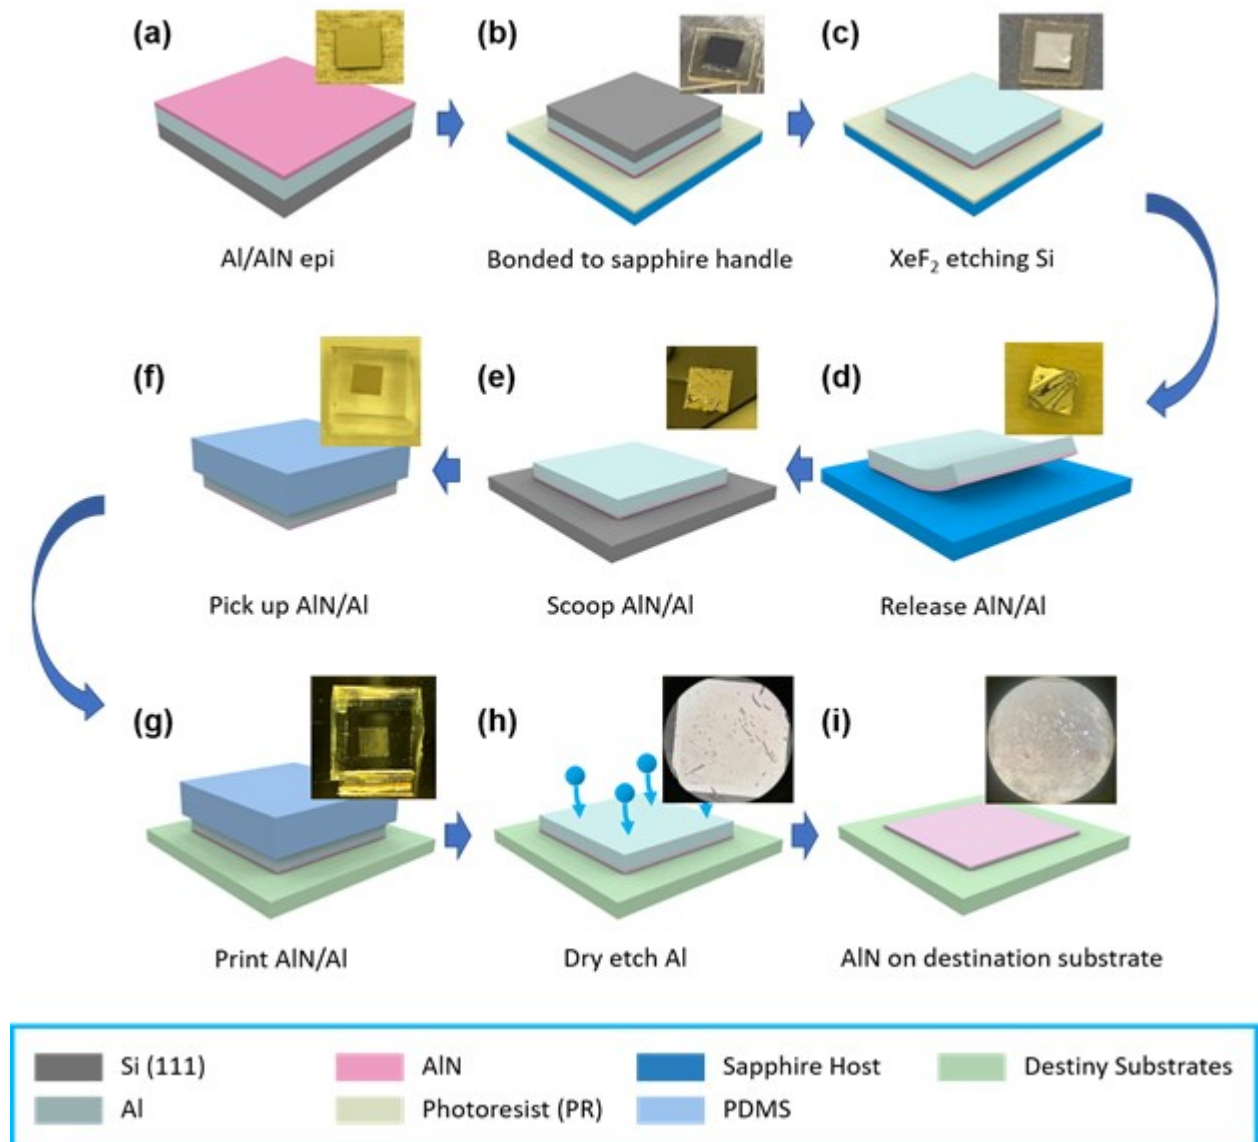 (a)
(b)
(c)
Al/AlN epi
Bonded to sapphire handle
XeF₂ etching Si
(f)
(e)
(d)
Pick up AlN/Al
Scoop AlN/Al
Release AlN/Al
(g)
(h)
(i)
Print AlN/Al
Dry etch Al
AlN on destination substrate
Si (111)
AlN
Sapphire Host
Destiny Substrates
Al
Photoresist (PR)
PDMS